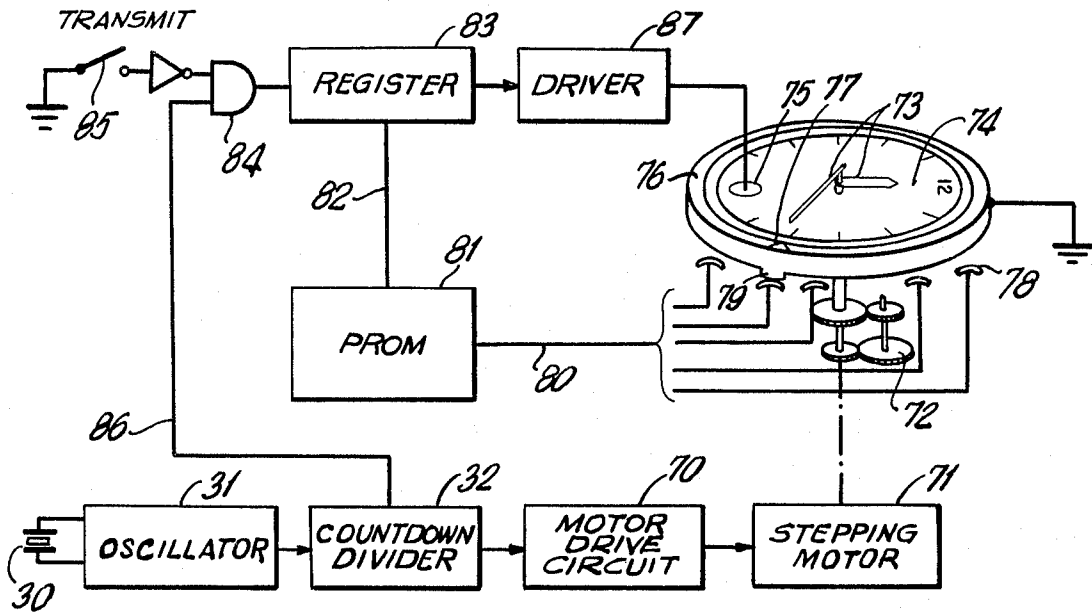 TRANSMIT
83
87
REGISTER
DRIVER
75
77
73
74
85
84
76
12
82
81
79
78
PROM
80
72
86
31
32
70
71
OSCILLATOR
COUNTDOWN
DIVIDER
MOTOR
DRIVE
CIRCUIT
STEPPING
MOTOR
30